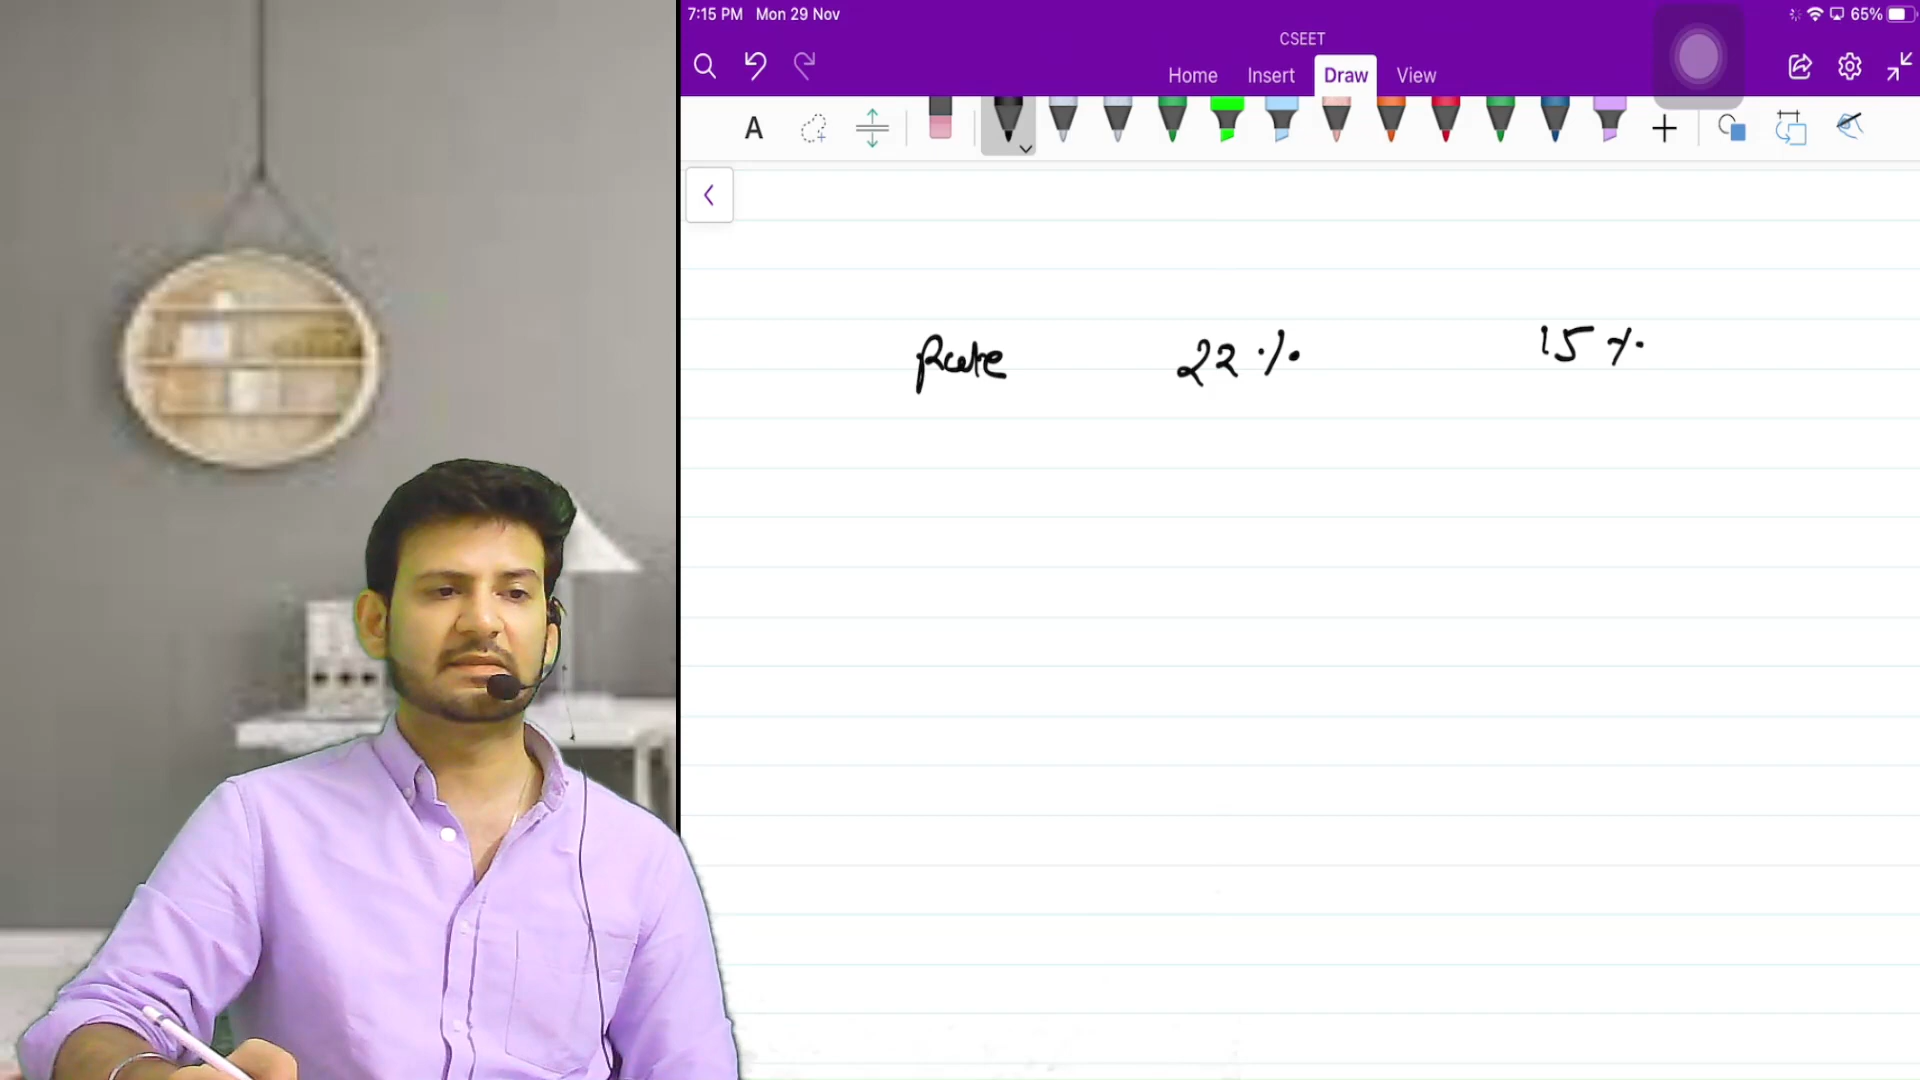 7:15 PM Mon 29 Nov 65%
CSEET
Home Insert Draw View
A
Rate 22 % 15 %